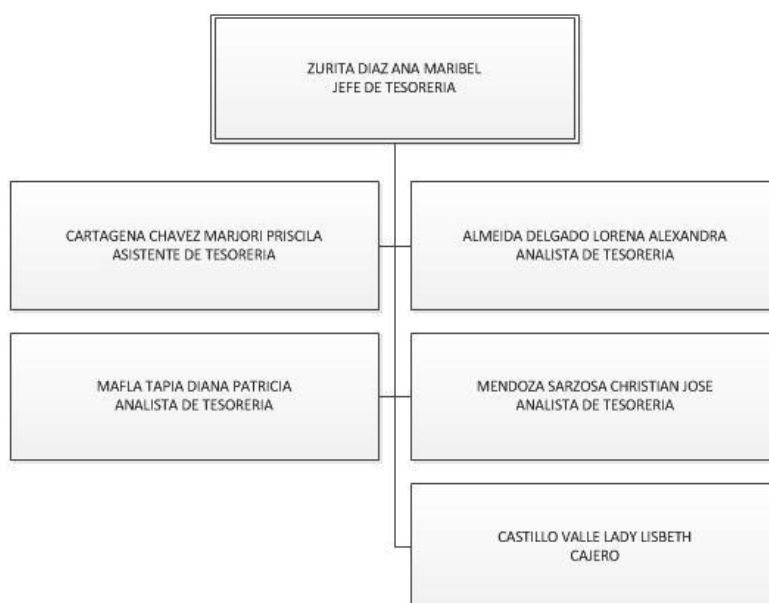 ZURITA DIAZ ANA MARIBEL
JEFE DE TESORERIA
CARTAGENA CHAVEZ MARJORI PRISCILA
ASISTENTE DE TESORERIA
ALMEIDA DELGADO LORENA ALEXANDRA
ANALISTA DE TESORERIA
MAFLA TAPIA DIANA PATRICIA
ANALISTA DE TESORERIA
MENDOZA SARZOSA CHRISTIAN JOSE
ANALISTA DE TESORERIA
CASTILLO VALLE LADY LISBETH
CAJERO